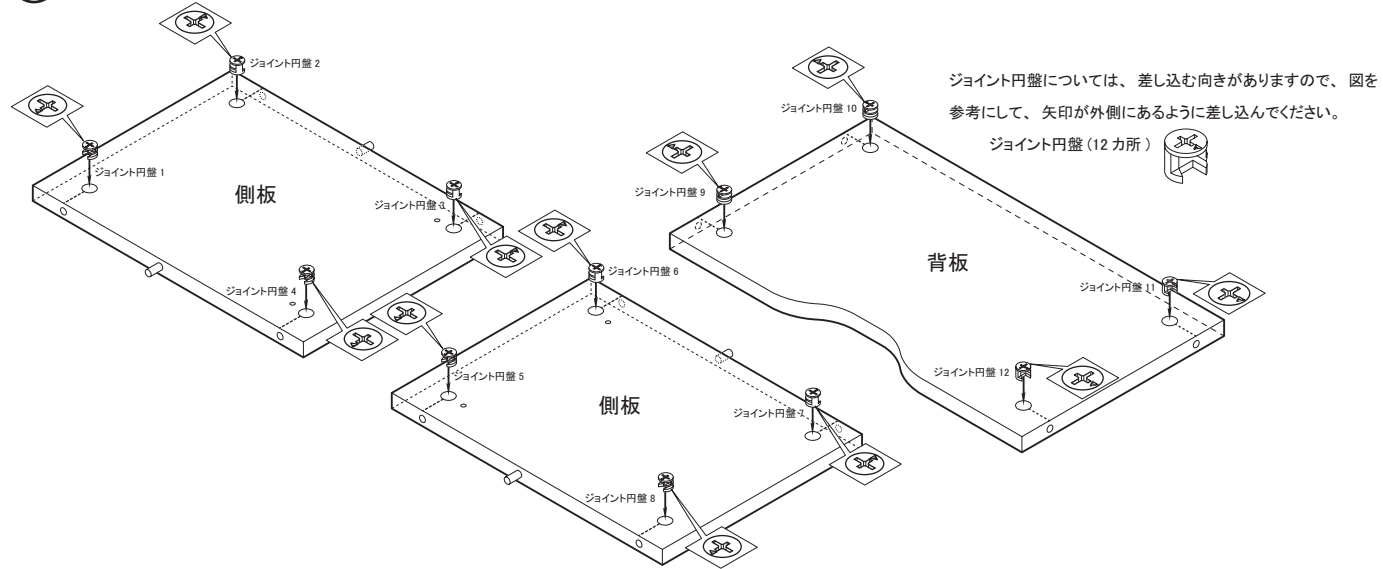 ジョイント円盤 2
ジョイント円盤 1
側板
ジョイント円盤 3
ジョイント円盤 4
ジョイント円盤 6
ジョイント円盤 5
側板
ジョイント円盤 7
ジョイント円盤 8
ジョイント円盤 10
ジョイント円盤 9
背板
ジョイント円盤 11
ジョイント円盤 12
ジョイント円盤については、差し込む向きがありますので、図を
参考にして、矢印が外側にあるように差し込んでください。
ジョイント円盤(12 カ所)